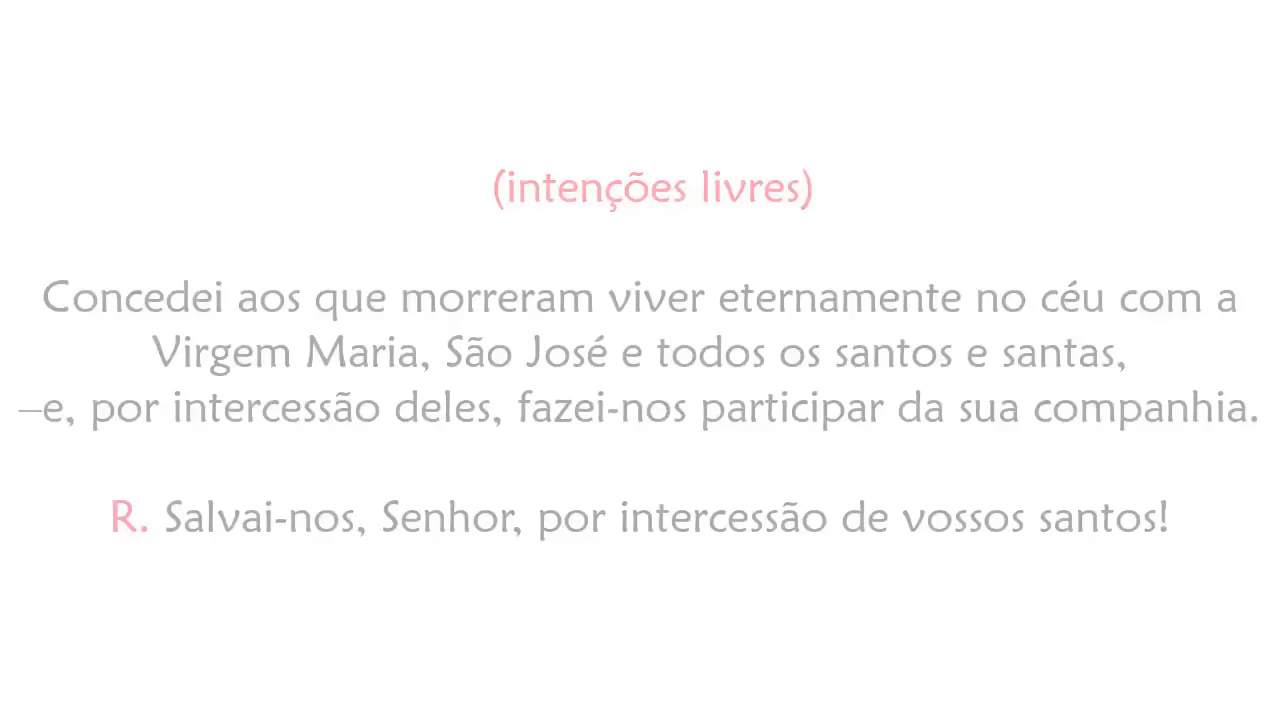 (intenções livres)
Concedei aos que morreram viver eternamente no céu com a
Virgem Maria, São José e todos os santos e santas,
–e, por intercessão deles, fazei-nos participar da sua companhia.
R. Salvai-nos, Senhor, por intercessão de vossos santos!